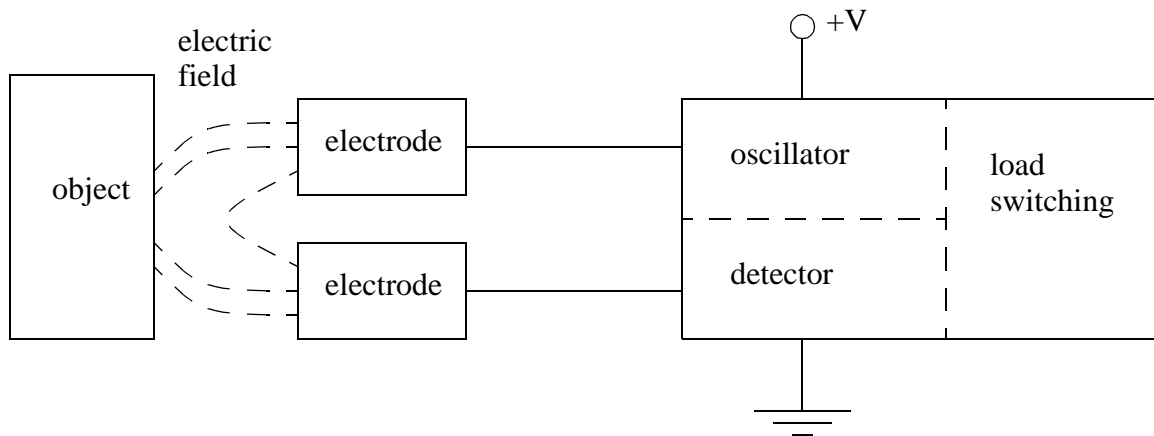 +V
electric
field
electrode
oscillator
load
switching
object
electrode
detector